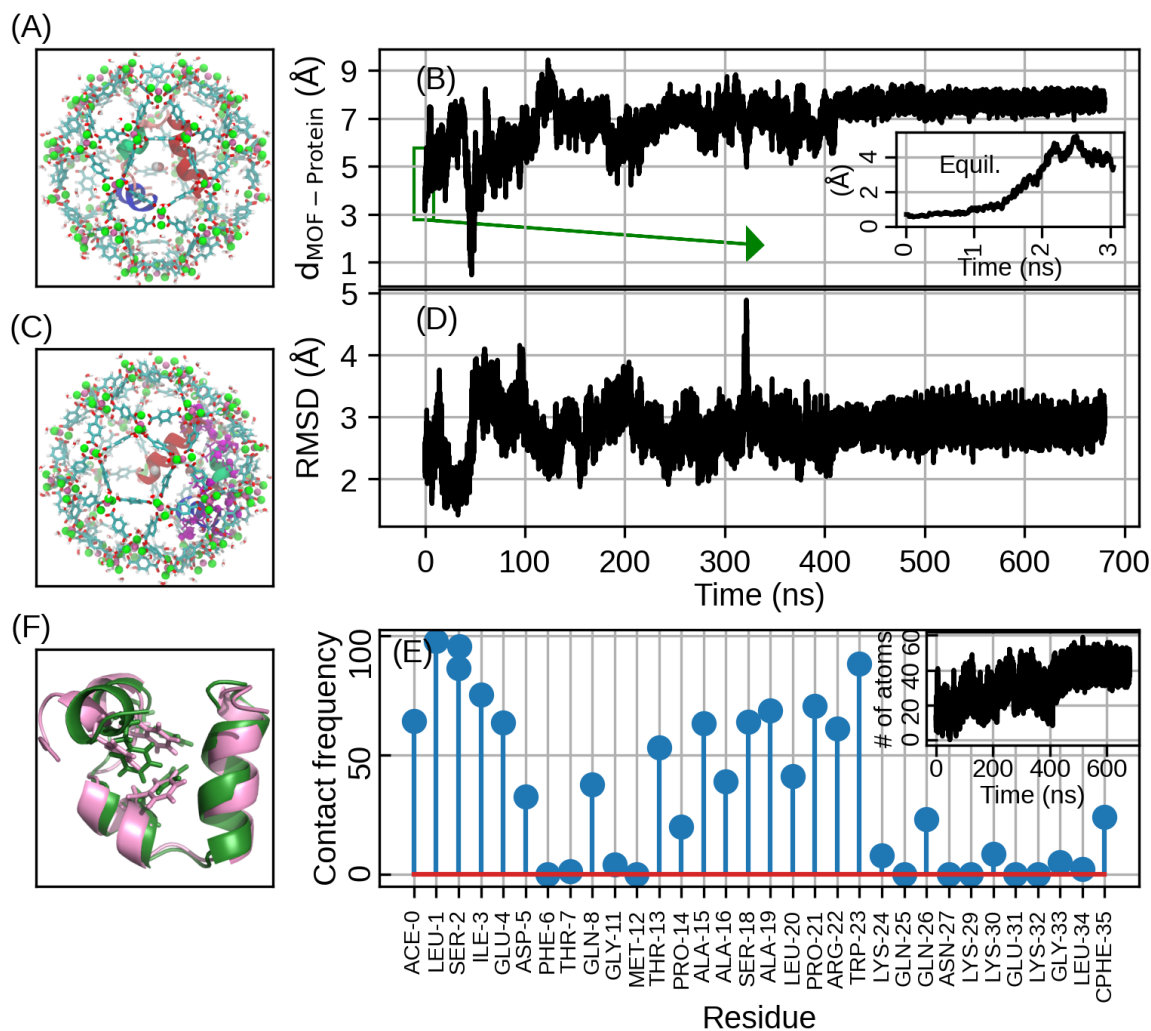 (A)
(B)
d_MOF – Protein (Å)
9
7
5
3
1
Equil.
(Å)
4
2
0
0
1
2
3
Time (ns)
(C)
(D)
RMSD (Å)
5
4
3
2
0 100 200 300 400 500 600 700
Time (ns)
(F)
(E)
Contact frequency
100
50
0
# of atoms
60
40
20
0
0 200 400 600
Time (ns)
ACE-0
LEU-1
SER-2
ILE-3
GLU-4
ASP-5
PHE-6
THR-7
GLN-8
GLY-11
MET-12
THR-13
PRO-14
ALA-15
ALA-16
SER-18
ALA-19
LEU-20
PRO-21
ARG-22
TRP-23
LYS-24
GLN-25
GLN-26
ASN-27
LYS-29
LYS-30
GLU-31
LYS-32
GLY-33
LEU-34
CPHE-35
Residue